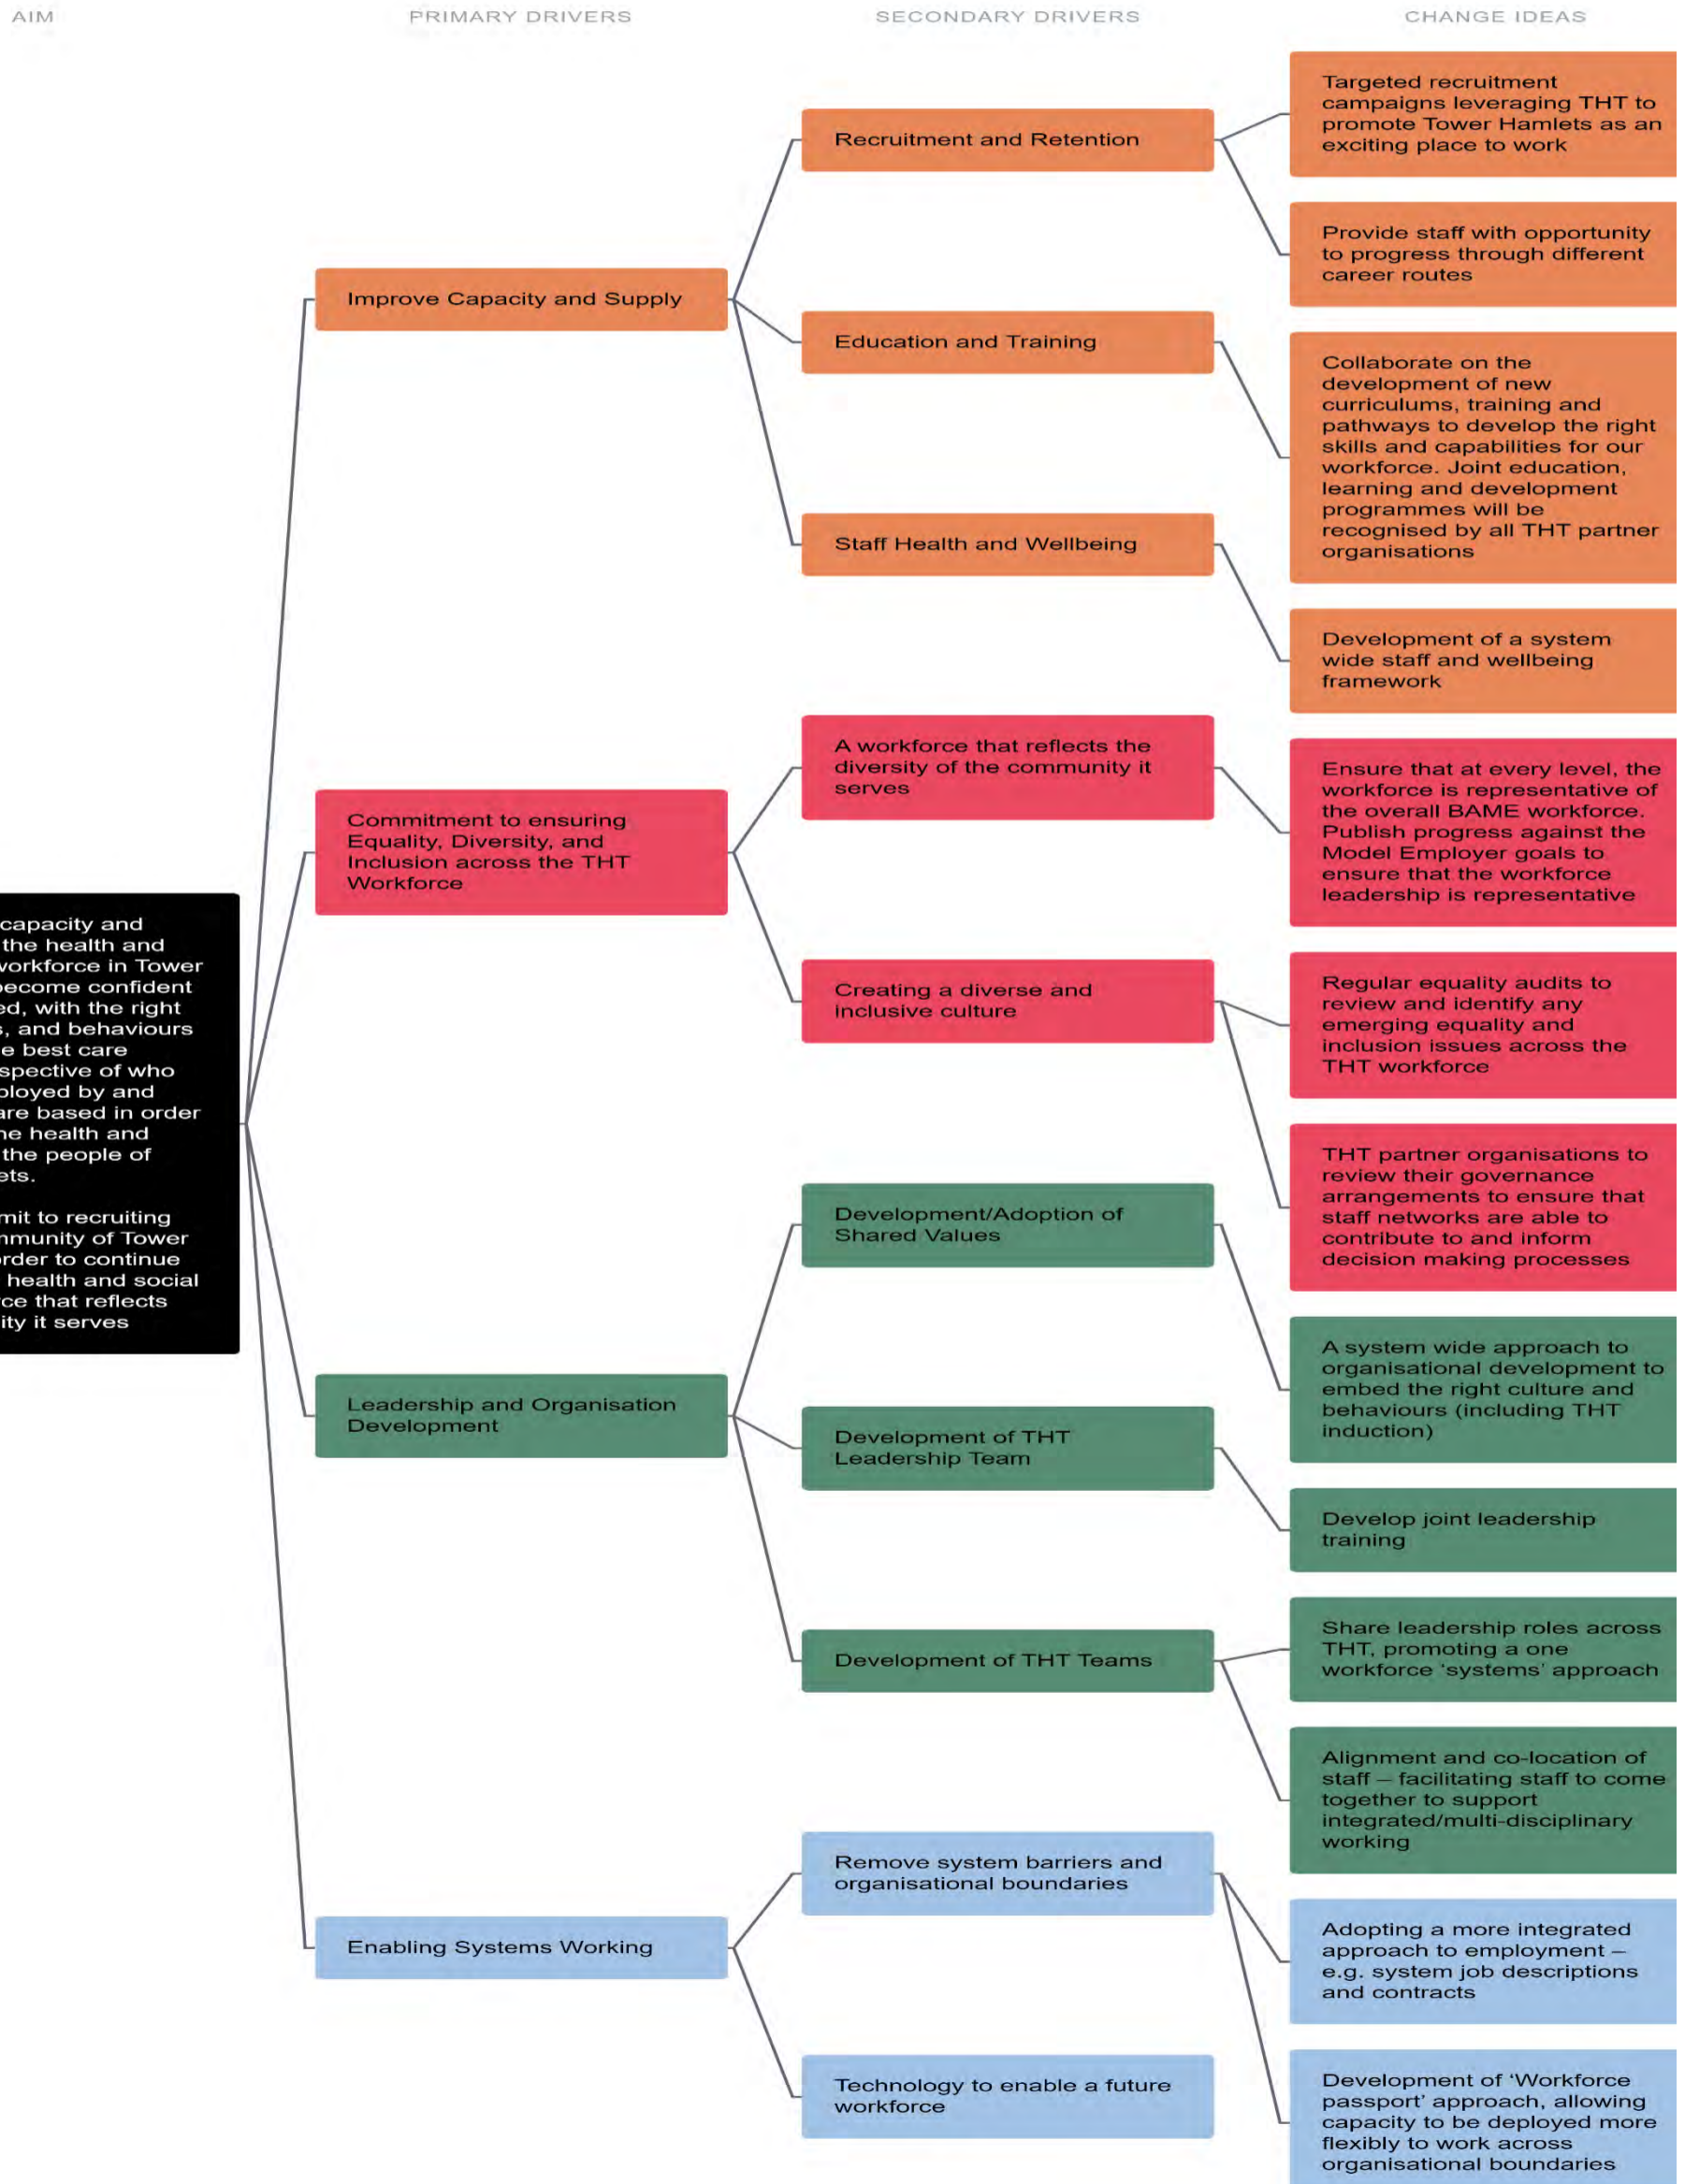 AIM
PRIMARY DRIVERS
SECONDARY DRIVERS
CHANGE IDEAS
capacity and
the health and
workforce in Tower
become confident
ed, with the right
s, and behaviours
e best care
spective of who
ployed by and
are based in order
he health and
the people of
ets.
mit to recruiting
mmunity of Tower
order to continue
health and social
ce that reflects
ity it serves
Improve Capacity and Supply
Recruitment and Retention
Targeted recruitment
campaigns leveraging THT to
promote Tower Hamlets as an
exciting place to work
Provide staff with opportunity
to progress through different
career routes
Education and Training
Collaborate on the
development of new
curriculums, training and
pathways to develop the right
skills and capabilities for our
workforce. Joint education,
learning and development
programmes will be
recognised by all THT partner
organisations
Staff Health and Wellbeing
Development of a system
wide staff and wellbeing
framework
Commitment to ensuring
Equality, Diversity, and
Inclusion across the THT
Workforce
A workforce that reflects the
diversity of the community it
serves
Ensure that at every level, the
workforce is representative of
the overall BAME workforce.
Publish progress against the
Model Employer goals to
ensure that the workforce
leadership is representative
Creating a diverse and
inclusive culture
Regular equality audits to
review and identify any
emerging equality and
inclusion issues across the
THT workforce
THT partner organisations to
review their governance
arrangements to ensure that
staff networks are able to
contribute to and inform
decision making processes
Leadership and Organisation
Development
Development/Adoption of
Shared Values
A system wide approach to
organisational development to
embed the right culture and
behaviours (including THT
induction)
Development of THT
Leadership Team
Develop joint leadership
training
Development of THT Teams
Share leadership roles across
THT, promoting a one
workforce ‘systems’ approach
Alignment and co-location of
staff – facilitating staff to come
together to support
integrated/multi-disciplinary
working
Enabling Systems Working
Remove system barriers and
organisational boundaries
Adopting a more integrated
approach to employment –
e.g. system job descriptions
and contracts
Development of ‘Workforce
passport’ approach, allowing
capacity to be deployed more
flexibly to work across
organisational boundaries
Technology to enable a future
workforce